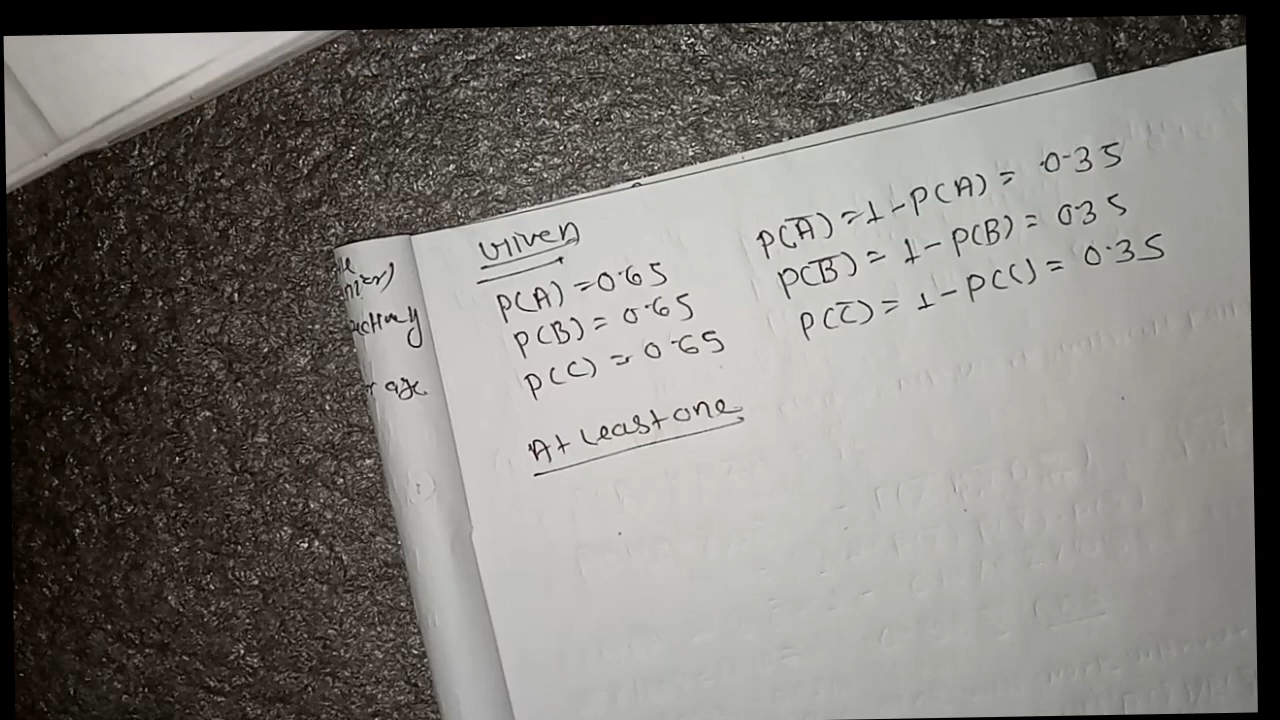 Given
P(A) = 0.65
P(B) = 0.65
P(C) = 0.65
P(A̅) = 1 - P(A) = 0.35
P(B̅) = 1 - P(B) = 0.35
P(C̅) = 1 - P(C) = 0.35
At least one